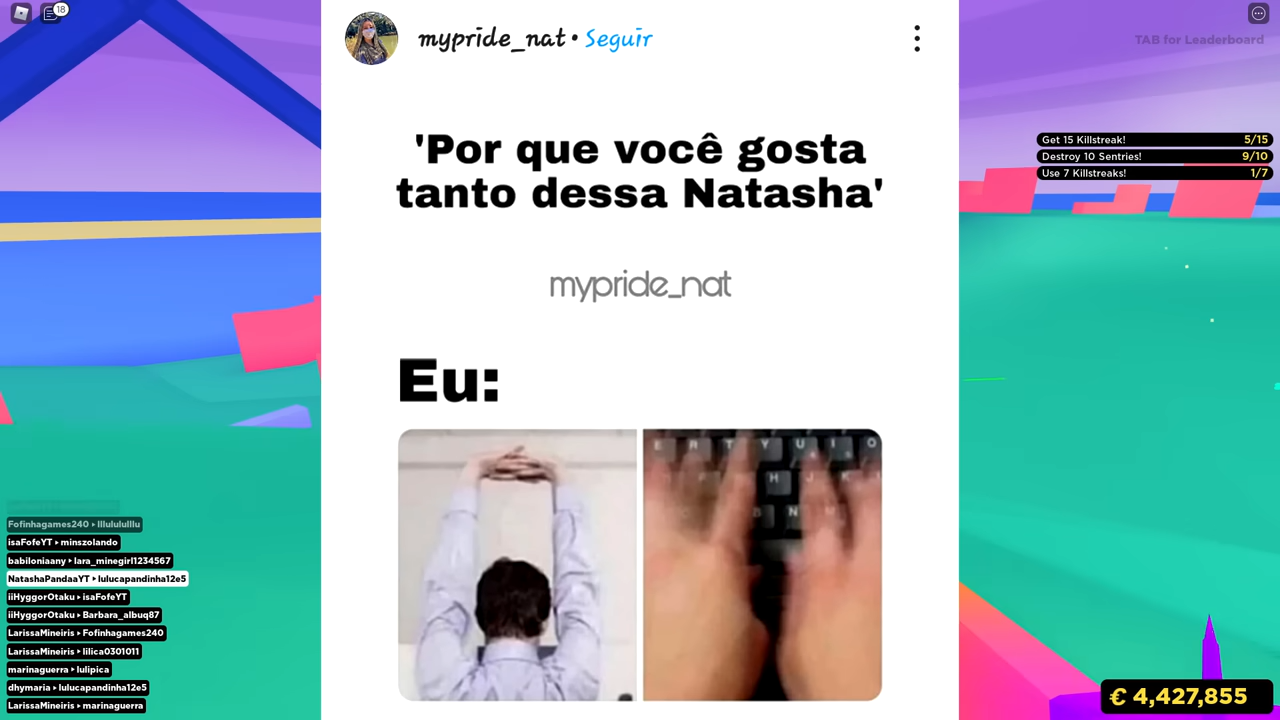 18
mypride_nat • Seguir
TAB for Leaderboard
'Por que você gosta
tanto dessa Natasha'
mypride_nat
Eu:
E R T Y U I O
H J K
B N M
Get 15 Killstreak! 5/15
Destroy 10 Sentries! 9/10
Use 7 Killstreaks! 1/7
isaFofeYT ‣ minszolando
babiloniaany ‣ lara_minegirl1234567
NatashaPandaaYT ‣ lulucapandinha12e5
iiHyggorOtaku ‣ isaFofeYT
iiHyggorOtaku ‣ Barbara_albuq87
LarissaMineiris ‣ Fofinhagames240
LarissaMineiris ‣ lilica0301011
marinaguerra ‣ lulipica
dhymaria ‣ lulucapandinha12e5
LarissaMineiris ‣ marinaguerra
€ 4,427,855